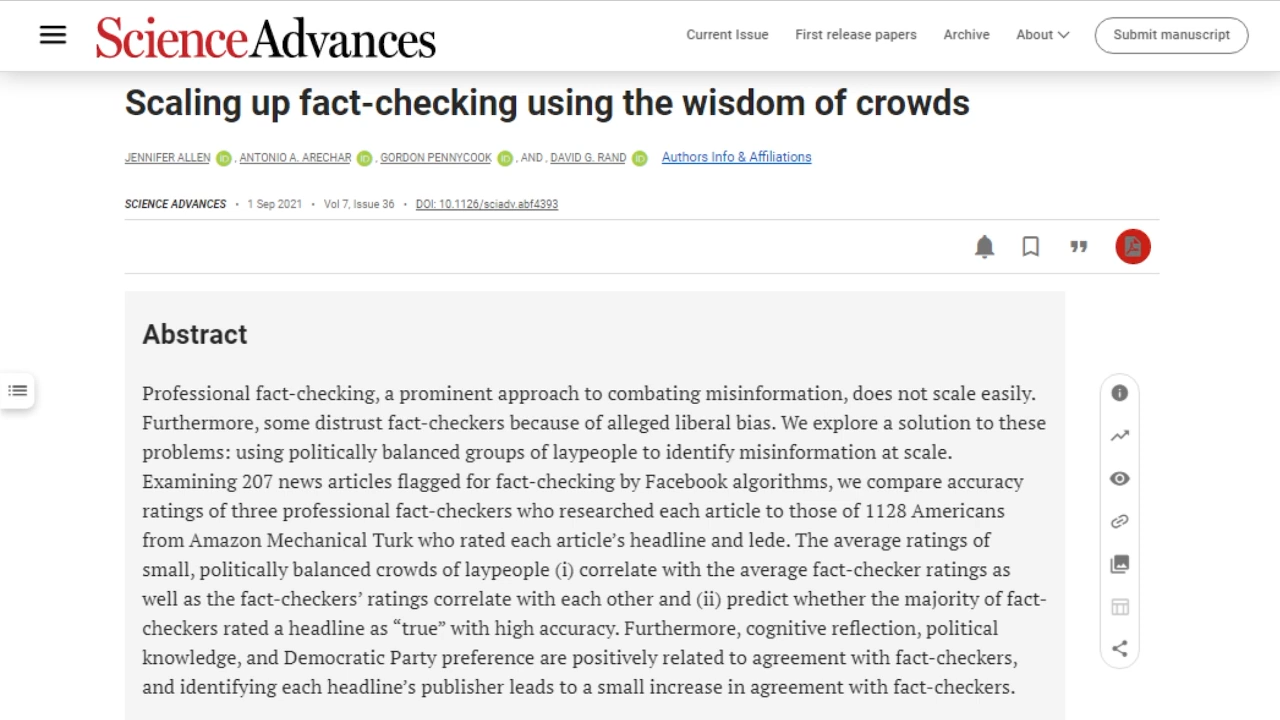 ScienceAdvances
Current Issue
First release papers
Archive
About
Submit manuscript
Scaling up fact-checking using the wisdom of crowds
JENNIFER ALLEN iD, ANTONIO A. ARECHAR iD, GORDON PENNYCOOK iD, AND, DAVID G. RAND iD Authors Info & Affiliations
SCIENCE ADVANCES • 1 Sep 2021 • Vol 7, Issue 36 • DOI: 10.1126/sciadv.abf4393
Abstract
Professional fact-checking, a prominent approach to combating misinformation, does not scale easily.
Furthermore, some distrust fact-checkers because of alleged liberal bias. We explore a solution to these
problems: using politically balanced groups of laypeople to identify misinformation at scale.
Examining 207 news articles flagged for fact-checking by Facebook algorithms, we compare accuracy
ratings of three professional fact-checkers who researched each article to those of 1128 Americans
from Amazon Mechanical Turk who rated each article’s headline and lede. The average ratings of
small, politically balanced crowds of laypeople (i) correlate with the average fact-checker ratings as
well as the fact-checkers’ ratings correlate with each other and (ii) predict whether the majority of fact-
checkers rated a headline as “true” with high accuracy. Furthermore, cognitive reflection, political
knowledge, and Democratic Party preference are positively related to agreement with fact-checkers,
and identifying each headline’s publisher leads to a small increase in agreement with fact-checkers.